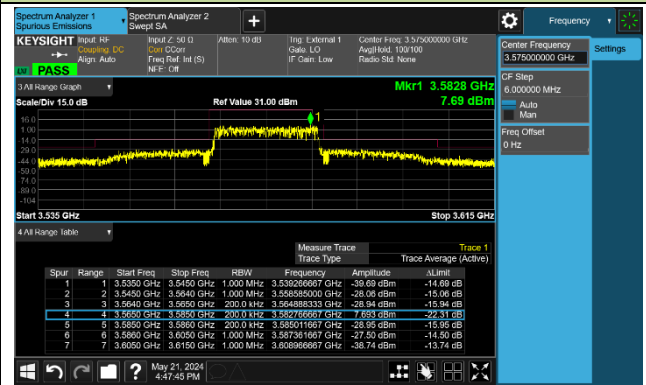 Spectrum Analyzer 1
Spurious Emissions
Spectrum Analyzer 2
Swept SA
+
Frequency
KEYSIGHT
Input: RF
Coupling: DC
Align: Auto
Input Z: 50 Ω
Corr CCorr
Freq Ref: Int (S)
NFE: Off
Atten: 10 dB
Trig: External 1
Gate: LO
IF Gain: Low
Center Freq: 3.575000000 GHz
Avg|Hold: 100/100
Radio Std: None
LW PASS
Center Frequency
3.575000000 GHz
Settings
CF Step
6.000000 MHz
Auto
Man
Freq Offset
0 Hz
3 All Range Graph
Mkr1 3.5828 GHz
Scale/Div 15.0 dB
Ref Value 31.00 dBm
7.69 dBm
1
16.0
1.00
-14.0
-29.0
-44.0
-59.0
-74.0
-89.0
-104
Start 3.535 GHz
Stop 3.615 GHz
4 All Range Table
Measure Trace Trace 1
Trace Type Trace Average (Active)
Spur Range Start Freq Stop Freq RBW Frequency Amplitude ΔLimit
1 1 3.5350 GHz 3.5450 GHz 1.000 MHz 3.539266667 GHz -39.69 dBm -14.69 dB
2 2 3.5450 GHz 3.5640 GHz 1.000 MHz 3.558585000 GHz -28.06 dBm -15.06 dB
3 3 3.5640 GHz 3.5650 GHz 200.0 kHz 3.564888333 GHz -28.94 dBm -15.94 dB
4 4 3.5650 GHz 3.5850 GHz 200.0 kHz 3.582766667 GHz 7.693 dBm -22.31 dB
5 5 3.5850 GHz 3.5860 GHz 200.0 kHz 3.585011667 GHz -28.95 dBm -15.95 dB
6 6 3.5860 GHz 3.6050 GHz 1.000 MHz 3.587361667 GHz -27.50 dBm -14.50 dB
7 7 3.6050 GHz 3.6150 GHz 1.000 MHz 3.608966667 GHz -38.74 dBm -13.74 dB
?
May 21, 2024
4:47:45 PM